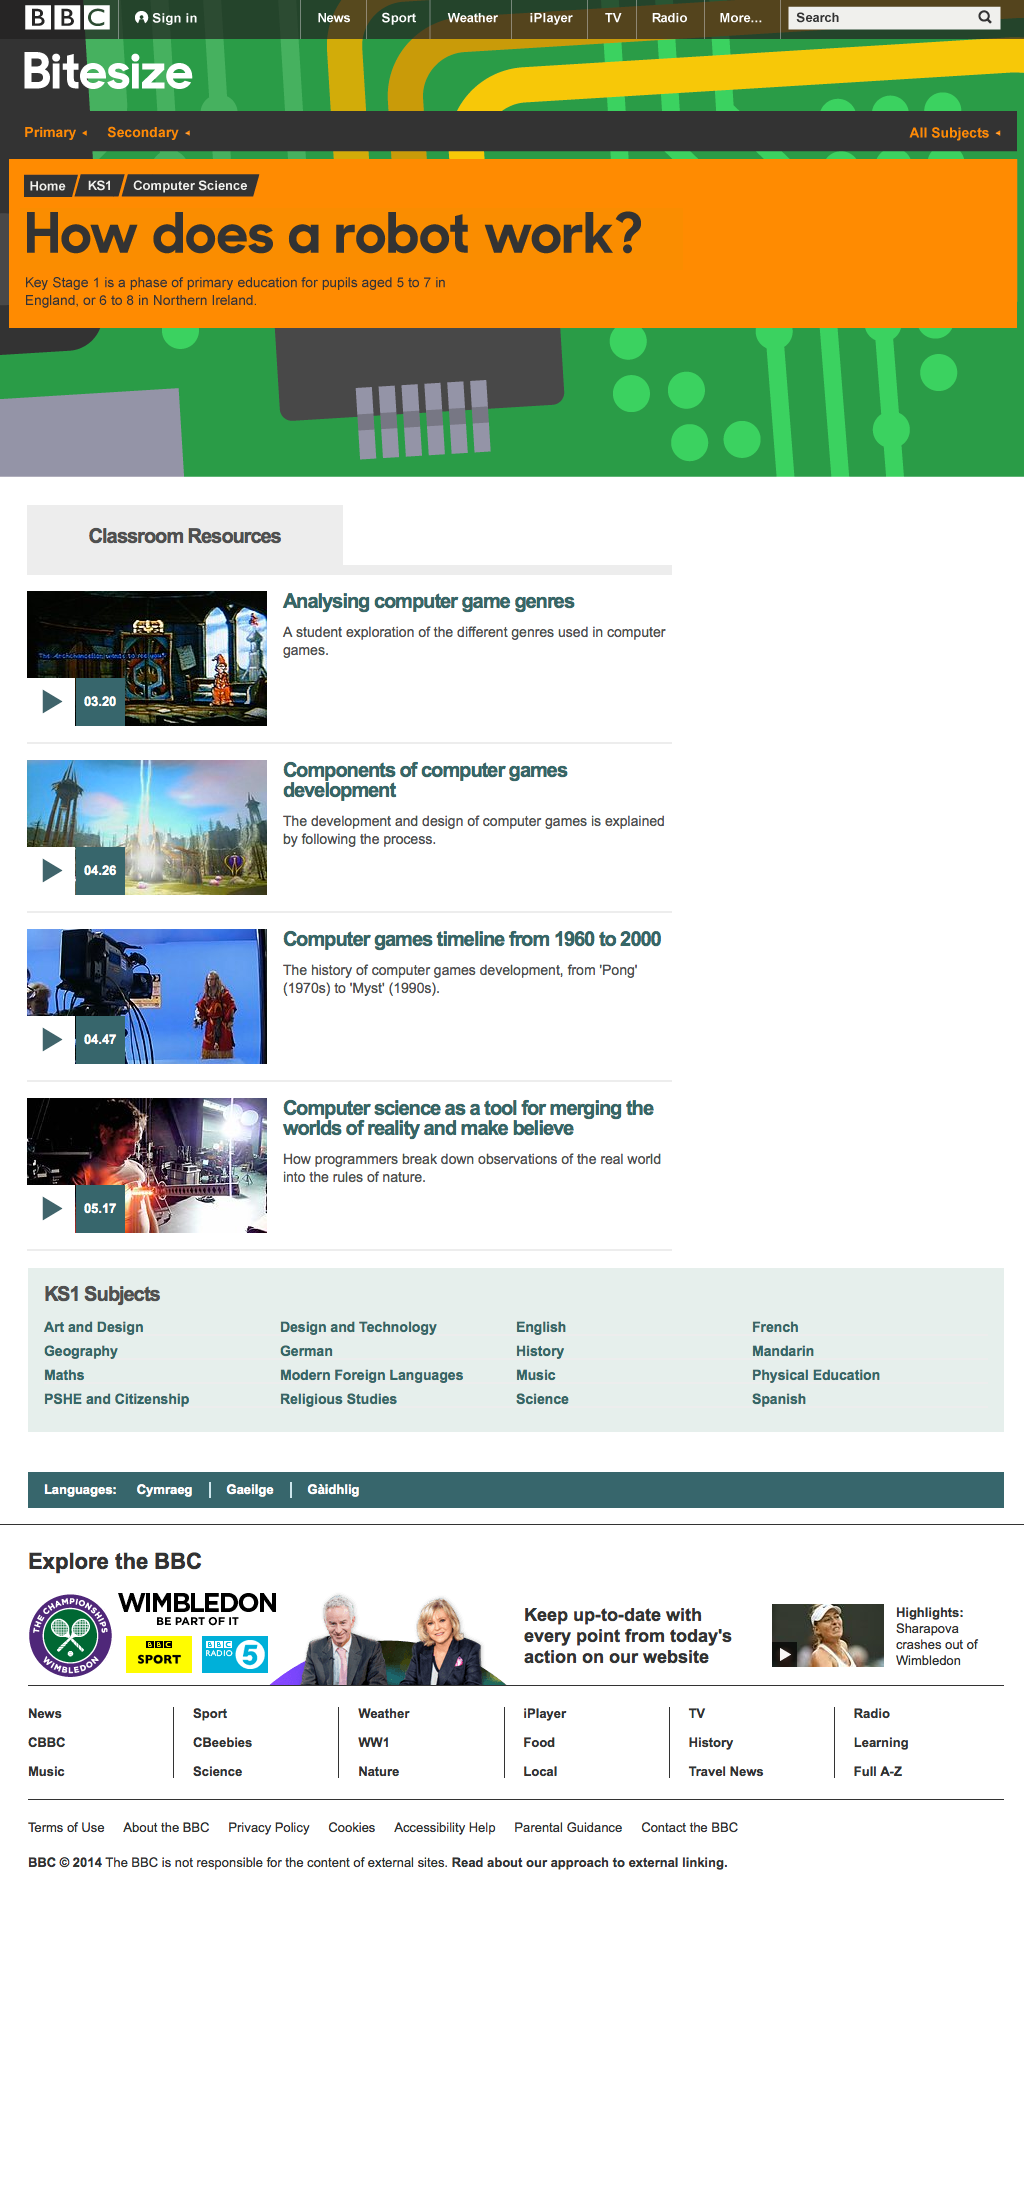 BBC
Sign in
News
Sport
Weather
iPlayer
TV
Radio
More...
Search
Bitesize
Primary
Secondary
All Subjects
Home
KS1
Computer Science
How does a robot work?
Key Stage 1 is a phase of primary education for pupils aged 5 to 7 in
England, or 6 to 8 in Northern Ireland.
Classroom Resources
The Archchancellor wants to see you!
03.20
Analysing computer game genres
A student exploration of the different genres used in computer
games.
04.26
Components of computer games
development
The development and design of computer games is explained
by following the process.
04.47
Computer games timeline from 1960 to 2000
The history of computer games development, from 'Pong'
(1970s) to 'Myst' (1990s).
05.17
Computer science as a tool for merging the
worlds of reality and make believe
How programmers break down observations of the real world
into the rules of nature.
KS1 Subjects
Art and Design
Design and Technology
English
French
Geography
German
History
Mandarin
Maths
Modern Foreign Languages
Music
Physical Education
PSHE and Citizenship
Religious Studies
Science
Spanish
Languages:
Cymraeg
Gaeilge
Gàidhlig
Explore the BBC
THE CHAMPIONSHIPS
WIMBLEDON
WIMBLEDON
BE PART OF IT
BBC
SPORT
BBC
RADIO
5
Keep up-to-date with
every point from today's
action on our website
Highlights:
Sharapova
crashes out of
Wimbledon
News
Sport
Weather
iPlayer
TV
Radio
CBBC
CBeebies
WW1
Food
History
Learning
Music
Science
Nature
Local
Travel News
Full A-Z
Terms of Use
About the BBC
Privacy Policy
Cookies
Accessibility Help
Parental Guidance
Contact the BBC
BBC © 2014 The BBC is not responsible for the content of external sites. Read about our approach to external linking.